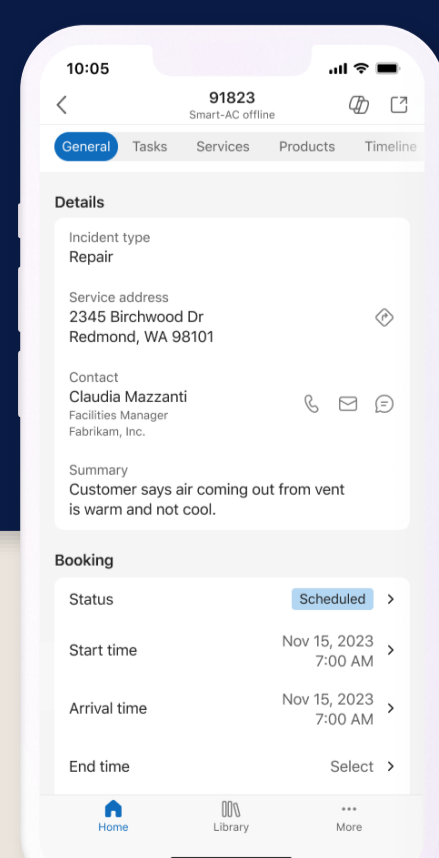 10:05
91823
Smart-AC offline
General Tasks Services Products Timeline
Details
Incident type
Repair
Service address
2345 Birchwood Dr
Redmond, WA 98101
Contact
Claudia Mazzanti
Facilities Manager
Fabrikam, Inc.
Summary
Customer says air coming out from vent
is warm and not cool.
Booking
Status Scheduled
Start time Nov 15, 2023
7:00 AM
Arrival time Nov 15, 2023
7:00 AM
End time Select
Home Library More